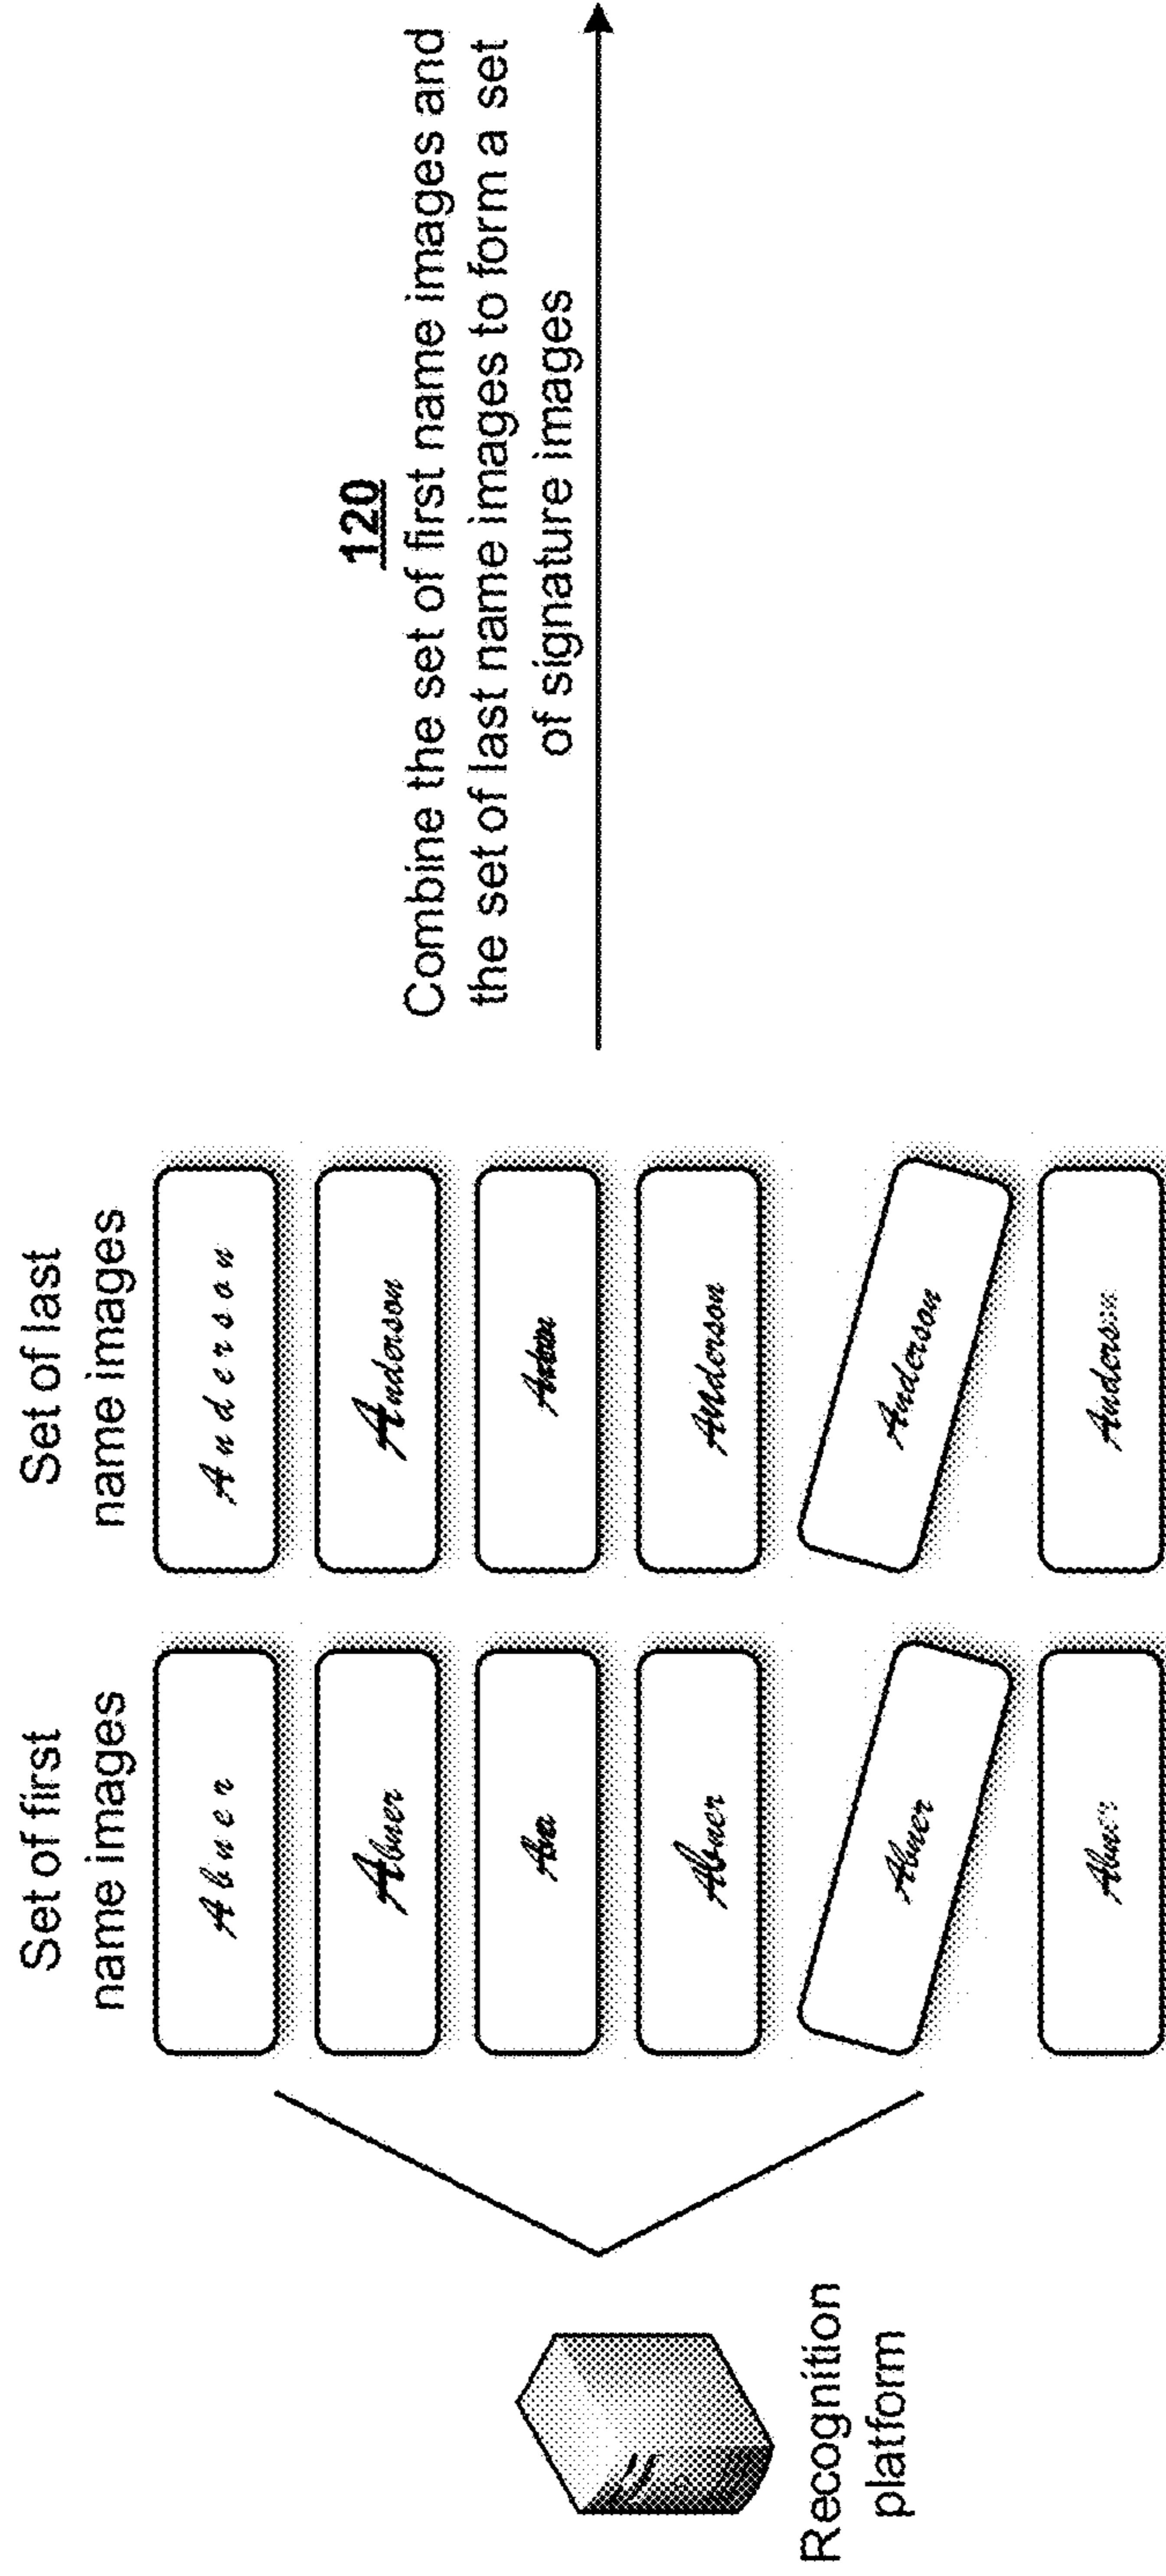 Set of first
name images
Set of last
name images
Abner
Anderson
Abner
Anderson
Abner
Anderson
Abner
Anderson
120
Combine the set of first name images and
the set of last name images to form a set
of signature images
Recognition
platform